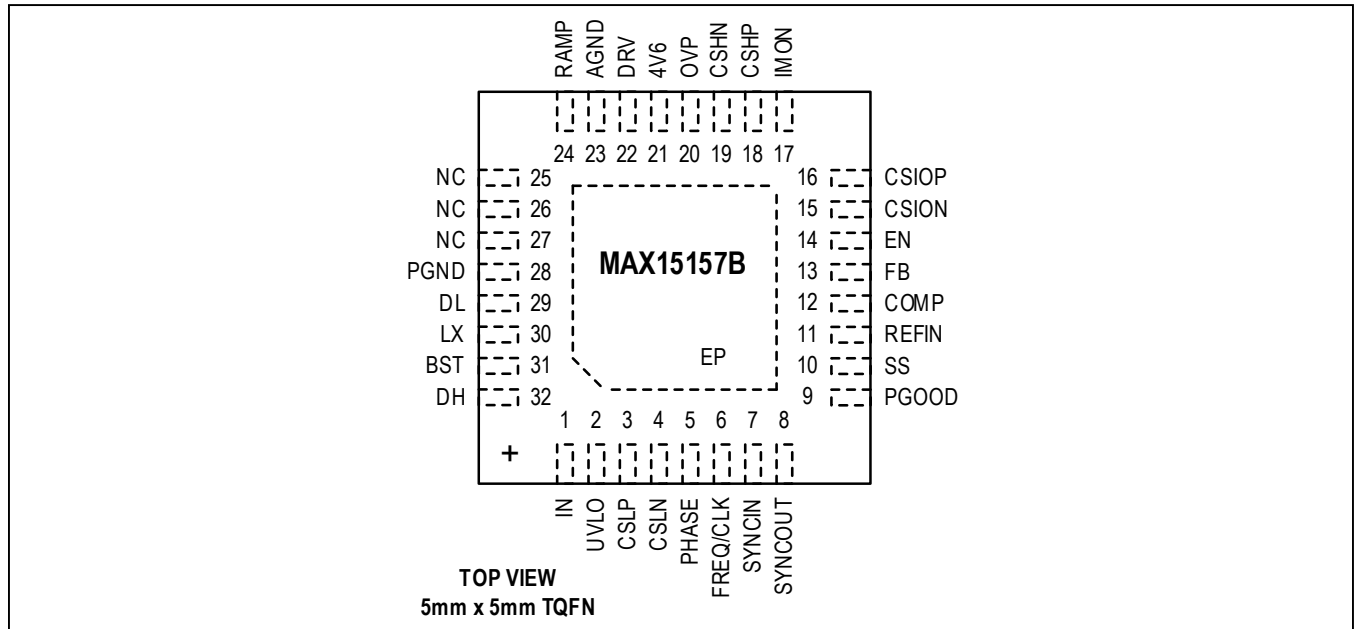 RAMP
AGND
DRV
4V6
OVP
CSHN
CSHP
IMON
24 23 22 21 20 19 18 17
NC 25
NC 26
NC 27
PGND 28
DL 29
LX 30
BST 31
DH 32
16 CSIOP
15 CSION
14 EN
13 FB
12 COMP
11 REFIN
10 SS
9 PGOOD
MAX15157B
EP
1 2 3 4 5 6 7 8
+
IN
UVLO
CSLP
CSLN
PHASE
FREQ/CLK
SYNCIN
SYNCOUT
TOP VIEW
5mm x 5mm TQFN